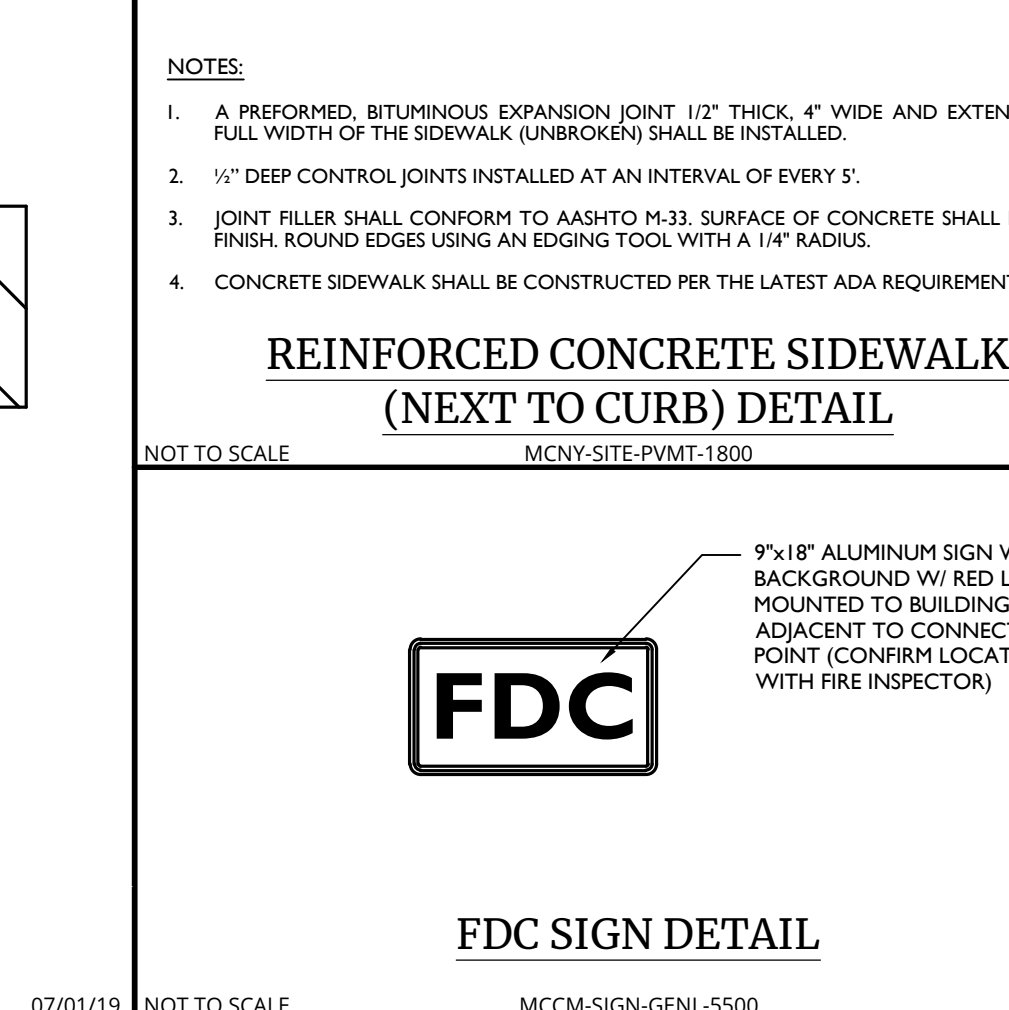 NOTES:
1. A PREFORMED, BITUMINOUS EXPANSION JOINT 1/2" THICK, 4" WIDE AND
FULL WIDTH OF THE SIDEWALK (UNBROKEN) SHALL BE INSTALLED.
2. ½” DEEP CONTROL JOINTS INSTALLED AT AN INTERVAL OF EVERY 5'.
3. JOINT FILLER SHALL CONFORM TO AASHTO M-33. SURFACE OF CONCRETE SHALL
FINISH. ROUND EDGES USING AN EDGING TOOL WITH A 1/4" RADIUS.
4. CONCRETE SIDEWALK SHALL BE CONSTRUCTED PER THE LATEST ADA
REINFORCED CONCRETE SIDEWALK
(NEXT TO CURB) DETAIL
NOT TO SCALE MCNY-SITE-PVMT-1800
9"x18" ALUMINUM SIGN
BACKGROUND W/ RED
MOUNTED TO BUILDING
ADJACENT TO
POINT (CONFIRM
WITH FIRE INSPECTOR)
FDC
FDC SIGN DETAIL
07/01/19 NOT TO SCALE MCCM-SIGN-GENL-5500